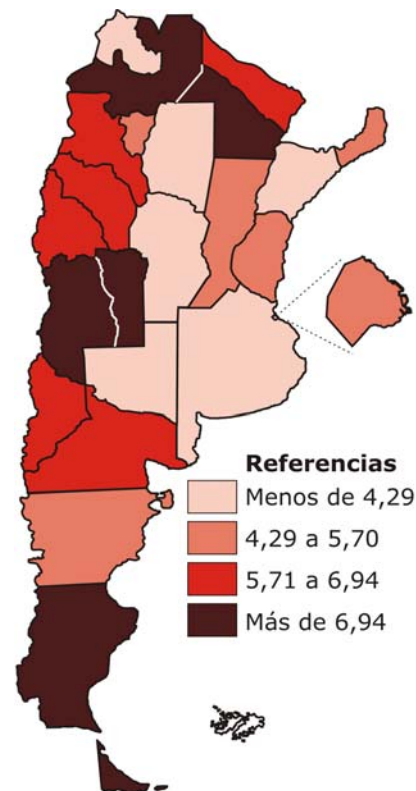 Referencias
Menos de 4,29
4,29 a 5,70
5,71 a 6,94
Más de 6,94